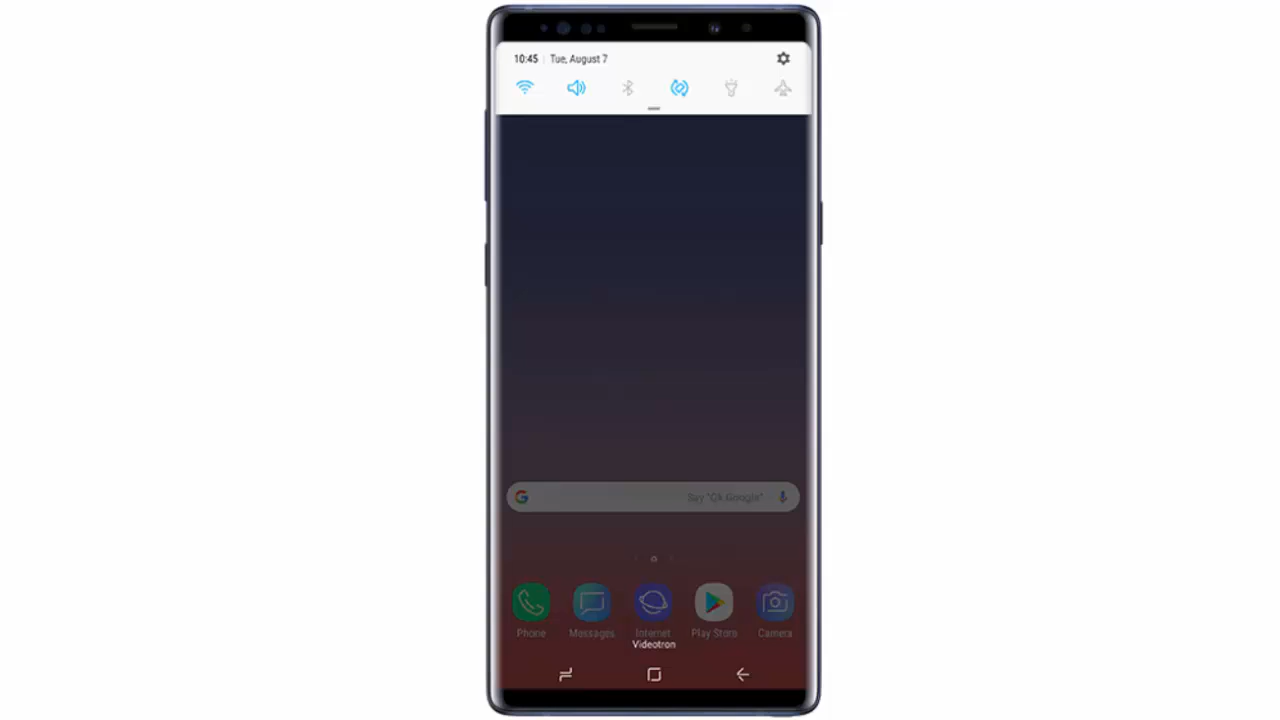 10:45 | Tue, August 7
G Say "Ok Google"
Phone Messages Internet Play Store Camera
Videotron